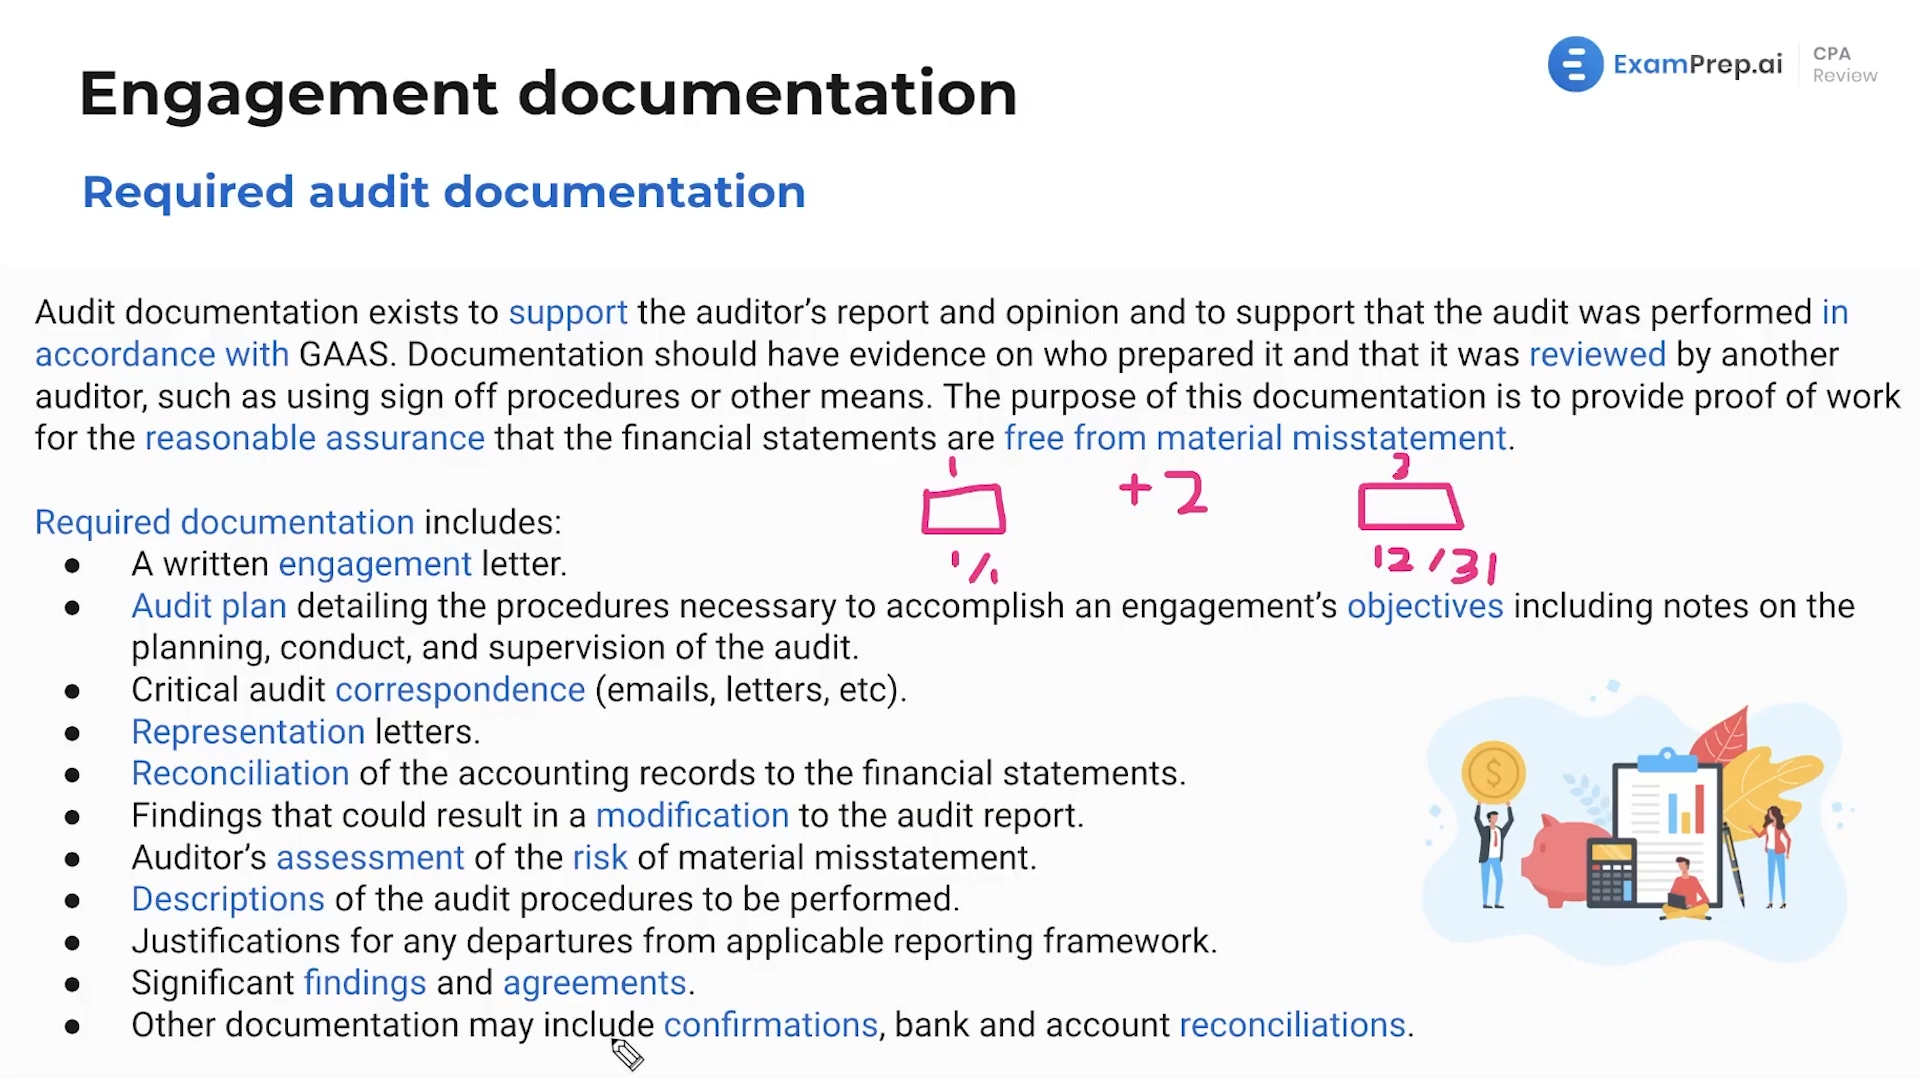 ExamPrep.ai CPA Review
Engagement documentation
Required audit documentation
Audit documentation exists to support the auditor’s report and opinion and to support that the audit was performed in
accordance with GAAS. Documentation should have evidence on who prepared it and that it was reviewed by another
auditor, such as using sign off procedures or other means. The purpose of this documentation is to provide proof of work
for the reasonable assurance that the financial statements are free from material misstatement.
1 + 2 3
1/1 12/31
Required documentation includes:
● A written engagement letter.
● Audit plan detailing the procedures necessary to accomplish an engagement’s objectives including notes on the
planning, conduct, and supervision of the audit.
● Critical audit correspondence (emails, letters, etc).
● Representation letters.
● Reconciliation of the accounting records to the financial statements.
● Findings that could result in a modification to the audit report.
● Auditor’s assessment of the risk of material misstatement.
● Descriptions of the audit procedures to be performed.
● Justifications for any departures from applicable reporting framework.
● Significant findings and agreements.
● Other documentation may include confirmations, bank and account reconciliations.